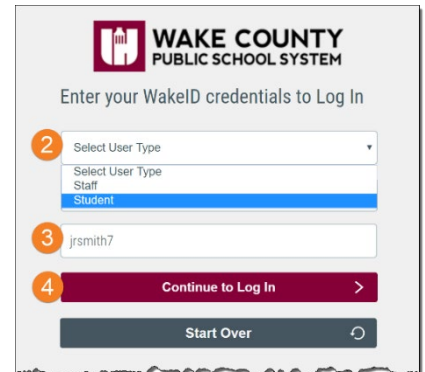 WAKE COUNTY
PUBLIC SCHOOL SYSTEM
Enter your WakeID credentials to Log In
2
Select User Type
Select User Type
Staff
Student
3
jrsmith7
4
Continue to Log In
Start Over